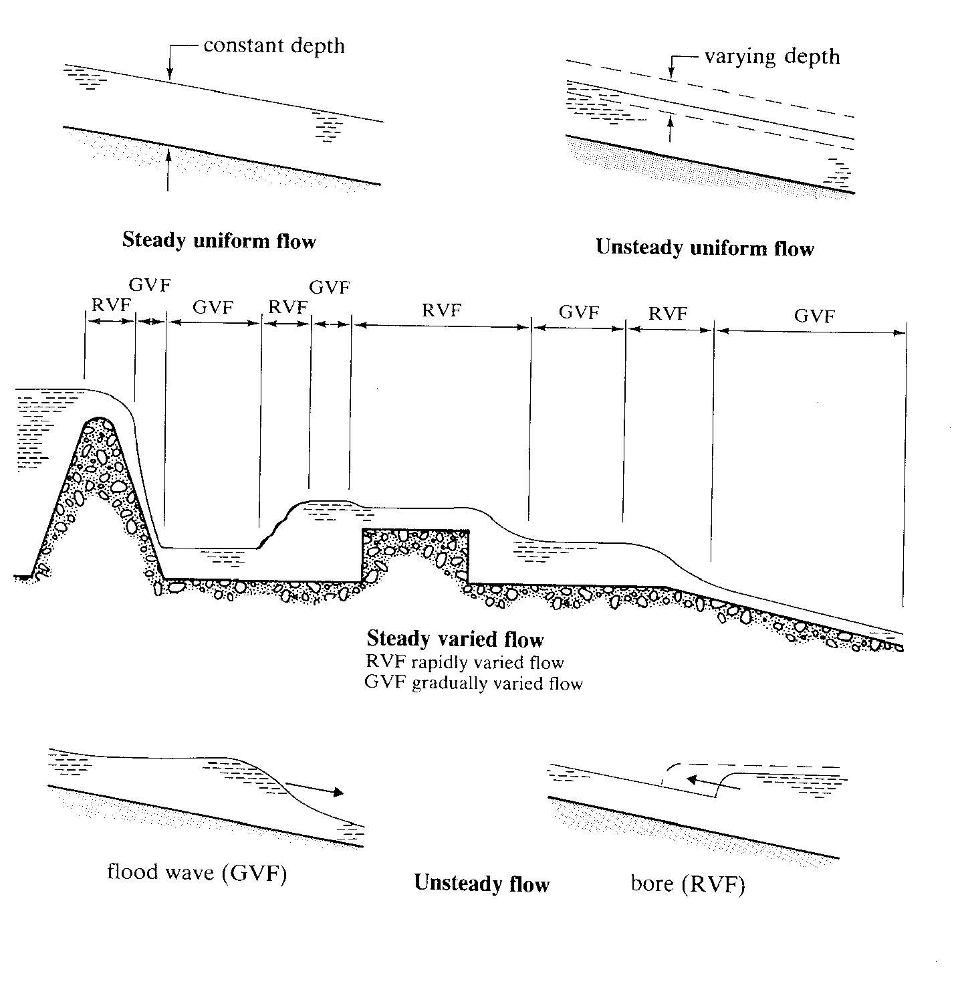 constant depth
varying depth
Steady uniform flow
Unsteady uniform flow
GVF
GVF
RVF
GVF
RVF
RVF
GVF
RVF
GVF
Steady varied flow
RVF rapidly varied flow
GVF gradually varied flow
flood wave (GVF)
Unsteady flow
bore (RVF)